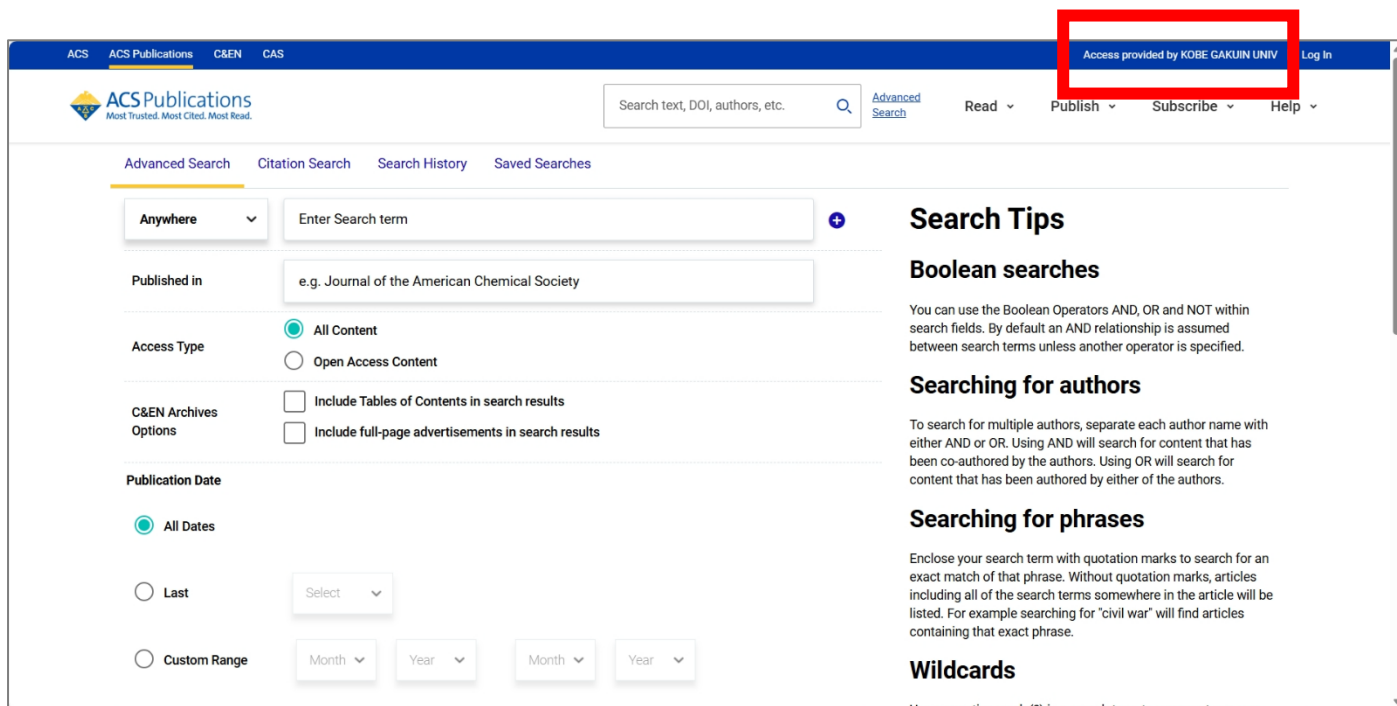 ACS ACS Publications C&EN CAS Access provided by KOBE GAKUIN UNIV Log In
ACS Publications
Most Trusted. Most Cited. Most Read.
Search text, DOI, authors, etc.
Advanced
Search
Read Publish Subscribe Help
Advanced Search Citation Search Search History Saved Searches
Anywhere Enter Search term
Published in e.g. Journal of the American Chemical Society
Access Type
All Content
Open Access Content
C&EN Archives
Options
Include Tables of Contents in search results
Include full-page advertisements in search results
Publication Date
All Dates
Last Select
Custom Range Month Year Month Year
Search Tips
Boolean searches
You can use the Boolean Operators AND, OR and NOT within
search fields. By default an AND relationship is assumed
between search terms unless another operator is specified.
Searching for authors
To search for multiple authors, separate each author name with
either AND or OR. Using AND will search for content that has
been co-authored by the authors. Using OR will search for
content that has been authored by either of the authors.
Searching for phrases
Enclose your search term with quotation marks to search for an
exact match of that phrase. Without quotation marks, articles
including all of the search terms somewhere in the article will be
listed. For example searching for "civil war" will find articles
containing that exact phrase.
Wildcards